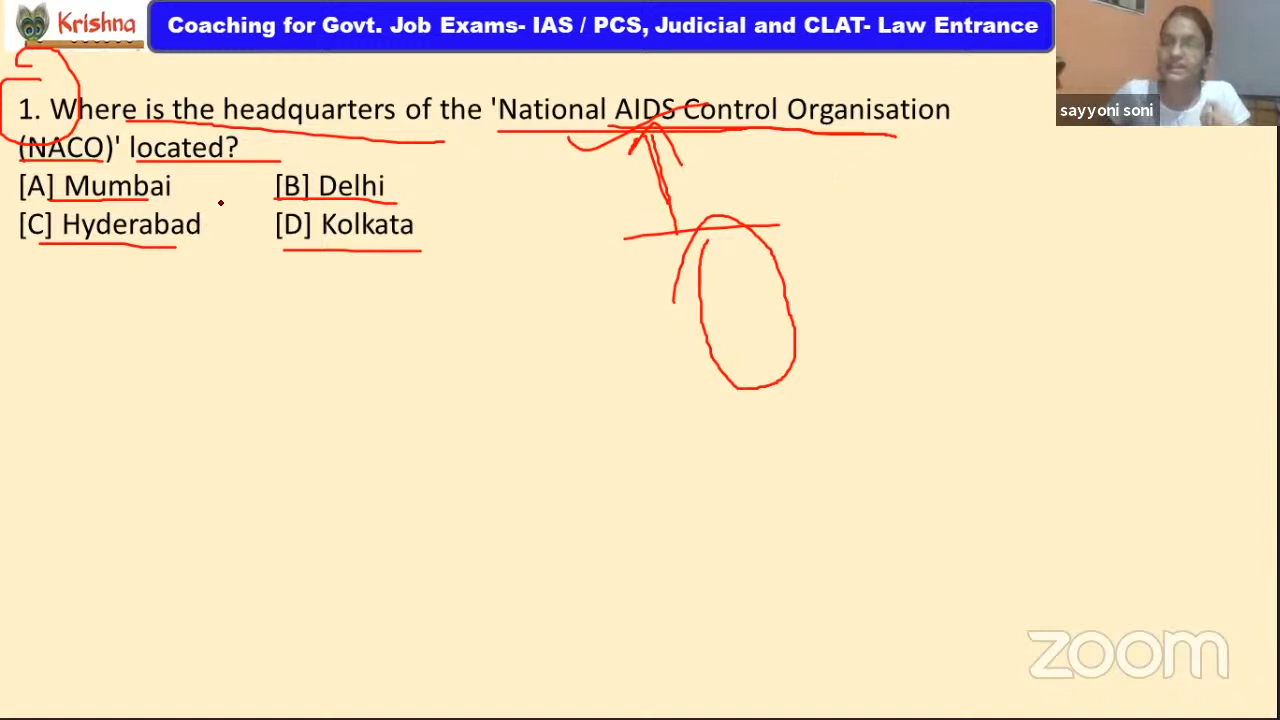 Krishna
Coaching for Govt. Job Exams- IAS / PCS, Judicial and CLAT- Law Entrance
sayyoni soni
1. Where is the headquarters of the 'National AIDS Control Organisation
(NACO)' located?
[A] Mumbai [B] Delhi
[C] Hyderabad [D] Kolkata
zoom